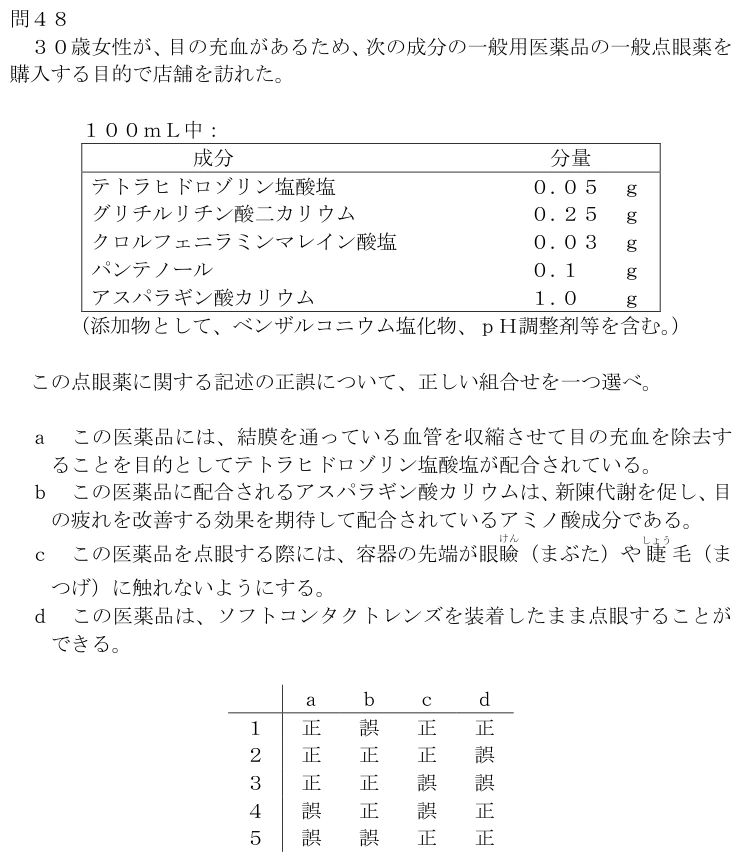 問４８
３０歳女性が、目の充血があるため、次の成分の一般用医薬品の一般点眼薬を
購入する目的で店舗を訪れた。
１００ｍＬ中：
成分 分量
テトラヒドロゾリン塩酸塩 ０.０５ ｇ
グリチルリチン酸二カリウム ０.２５ ｇ
クロルフェニラミンマレイン酸塩 ０.０３ ｇ
パンテノール ０.１ ｇ
アスパラギン酸カリウム １.０ ｇ
（添加物として、ベンザルコニウム塩化物、ｐＨ調整剤等を含む。）
この点眼薬に関する記述の正誤について、正しい組合せを一つ選べ。
ａ この医薬品には、結膜を通っている血管を収縮させて目の充血を除去す
ることを目的としてテトラヒドロゾリン塩酸塩が配合されている。
ｂ この医薬品に配合されるアスパラギン酸カリウムは、新陳代謝を促し、目
の疲れを改善する効果を期待して配合されているアミノ酸成分である。
けん しょう
ｃ この医薬品を点眼する際には、容器の先端が眼瞼（まぶた）や睫毛（ま
つげ）に触れないようにする。
ｄ この医薬品は、ソフトコンタクトレンズを装着したまま点眼することが
できる。
ａ ｂ ｃ ｄ
１ 正 誤 正 正
２ 正 正 正 誤
３ 正 正 誤 誤
４ 誤 正 誤 正
５ 誤 誤 正 正